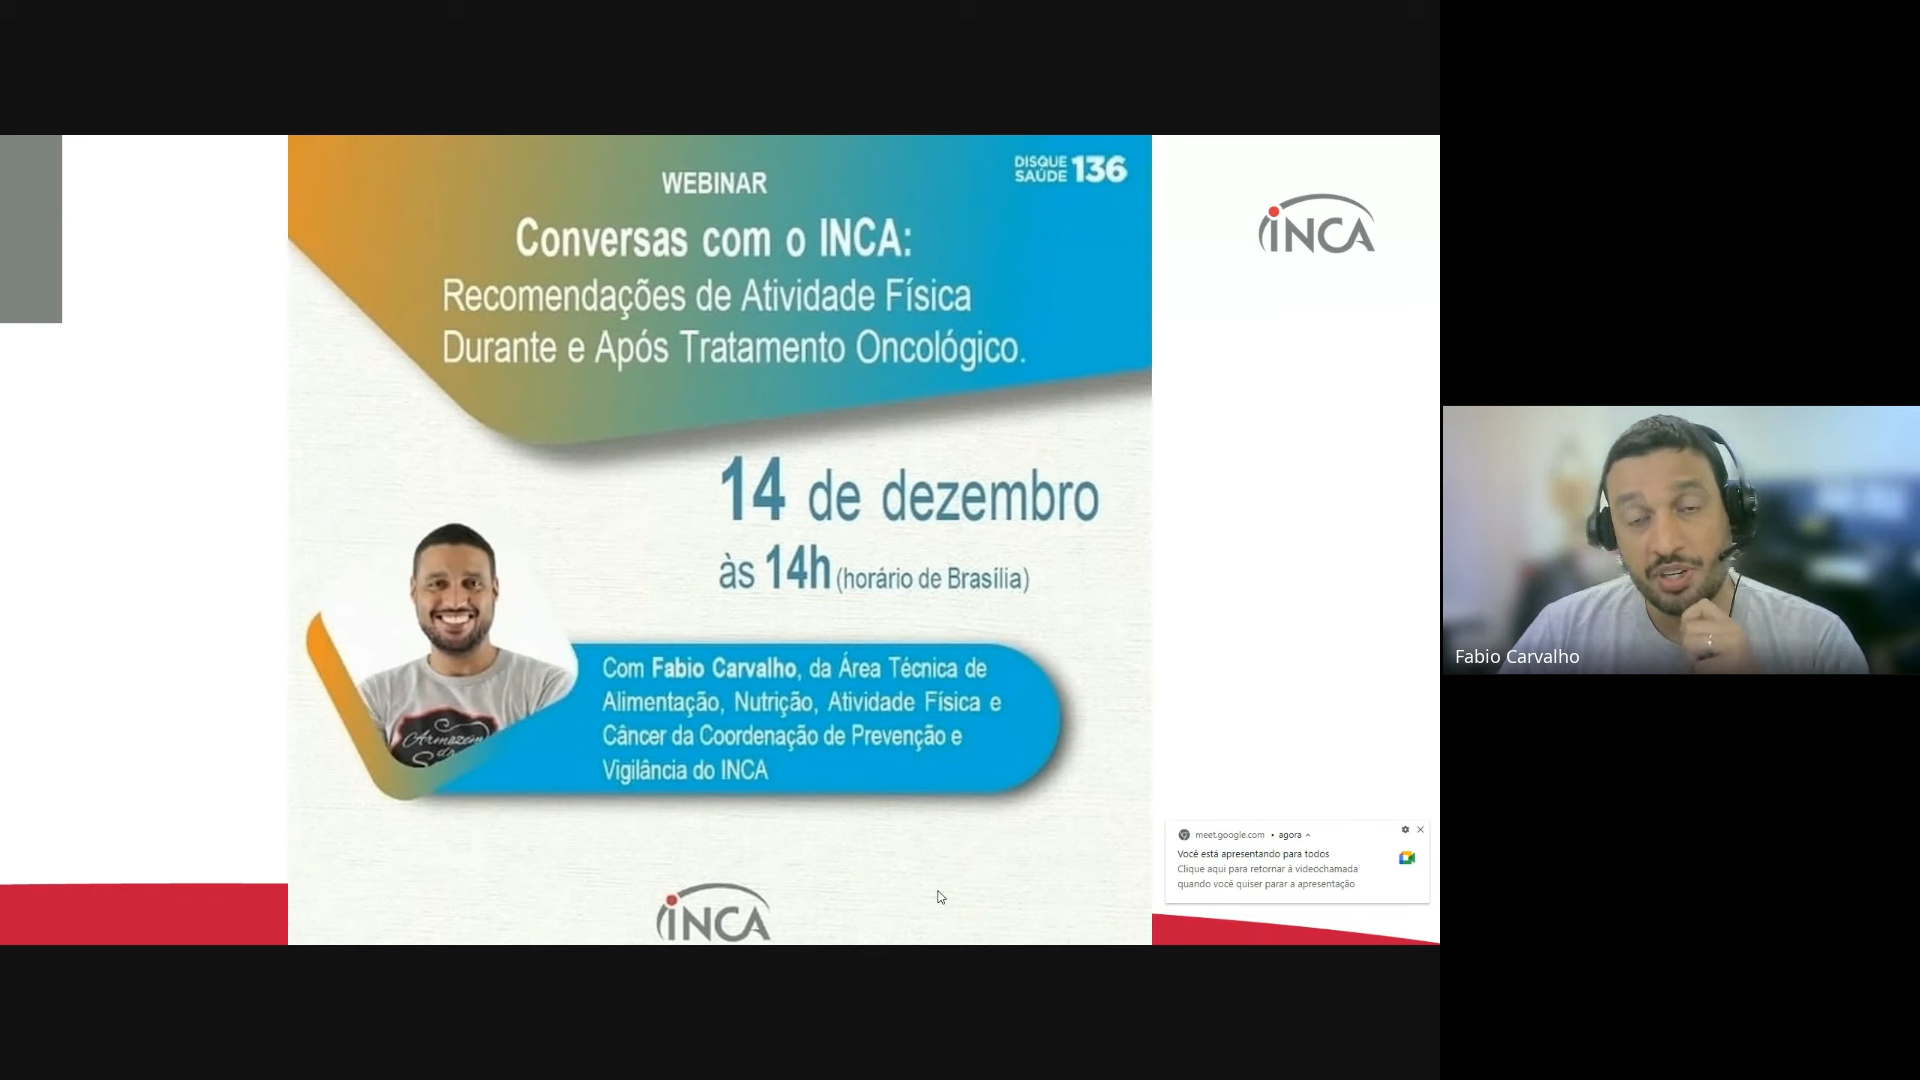 DISQUE
SAÚDE 136
WEBINAR
Conversas com o INCA:
Recomendações de Atividade Física
Durante e Após Tratamento Oncológico.
INCA
14 de dezembro
às 14h (horário de Brasília)
Com Fabio Carvalho, da Área Técnica de
Alimentação, Nutrição, Atividade Física e
Câncer da Coordenação de Prevenção e
Vigilância do INCA
Armazém
do
INCA
meet.google.com • agora
Você está apresentando para todos
Clique aqui para retornar à videochamada
quando você quiser parar a apresentação
Fabio Carvalho